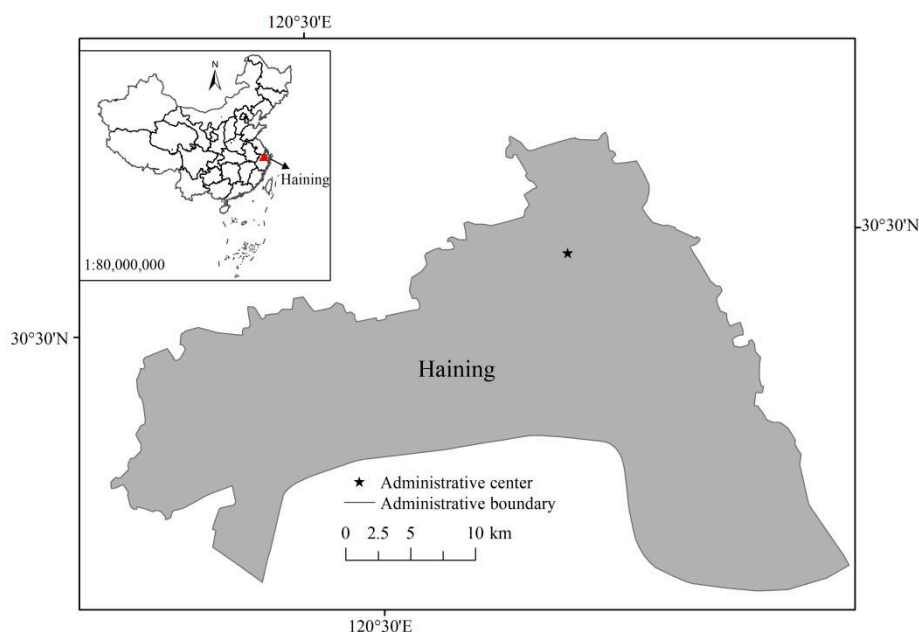 120°30'E
N
Haining
1:80,000,000
30°30'N
30°30'N
Haining
Administrative center
Administrative boundary
0 2.5 5 10 km
120°30'E